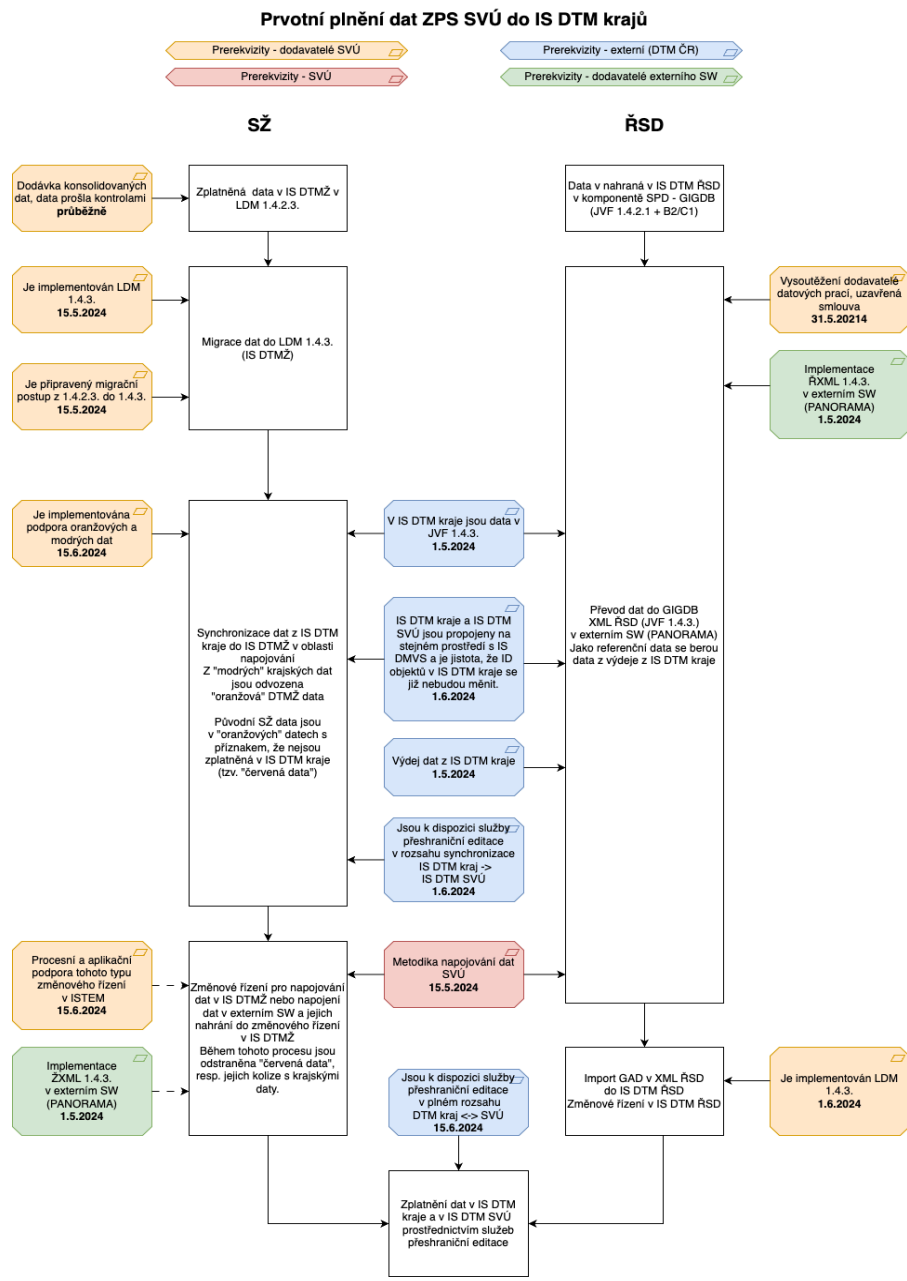 Prvotní plnění dat ZPS SVÚ do IS DTM krajů
Prerekvizity - dodavatelé SVÚ
Prerekvizity - externí (DTM ČR)
Prerekvizity - SVÚ
Prerekvizity - dodavatelé externího SW
SŽ
ŘSD
Dodávka konsolidovaných
dat, data prošla kontrolami
průběžně
Zplatněná data v IS DTMŽ v
LDM 1.4.2.3.
Data v nahraná v IS DTM ŘSD
v komponentě SPD - GIGDB
(JVF 1.4.2.1 + B2/C1)
Je implementován LDM
1.4.3.
15.5.2024
Migrace dat do LDM 1.4.3.
(IS DTMŽ)
Je připravený migrační
postup z 1.4.2.3. do 1.4.3.
15.5.2024
Vysoutěžení dodavatelé
datových prací, uzavřená
smlouva
31.5.20214
Implementace
ŘXML 1.4.3.
v externím SW
(PANORAMA)
1.5.2024
Je implementována
podpora oranžových a
modrých dat
15.6.2024
V IS DTM kraje jsou data v
JVF 1.4.3.
1.5.2024
Synchronizace dat z IS DTM
kraje do IS DTMŽ v oblasti
napojování
Z "modrých" krajských dat
jsou odvozena
"oranžová" DTMŽ data
Původní SŽ data jsou
v "oranžových" datech s
příznakem, že nejsou
zplatněná v IS DTM kraje
(tzv. "červená data")
IS DTM kraje a IS DTM
SVÚ jsou propojeny na
stejném prostředí s IS
DMVS a je jistota, že ID
objektů v IS DTM kraje se
již nebudou měnit.
1.6.2024
Převod dat do GIGDB
XML ŘSD (JVF 1.4.3.)
v externím SW (PANORAMA)
Jako referenční data se berou
data z výdeje z IS DTM kraje
Výdej dat z IS DTM kraje
1.5.2024
Jsou k dispozici služby
přeshraniční editace
v rozsahu synchronizace
IS DTM kraj ->
IS DTM SVÚ
1.6.2024
Procesní a aplikační
podpora tohoto typu
změnového řízení
v ISTEM
15.6.2024
Změnové řízení pro napojování
dat v IS DTMŽ nebo napojení
dat v externím SW a jejich
nahrání do změnového řízení
v IS DTMŽ
Během tohoto procesu jsou
odstraněna "červená data",
resp. jejich kolize s krajskými
daty.
Metodika napojování dat
SVÚ
15.5.2024
Implementace
ŽXML 1.4.3.
v externím SW
(PANORAMA)
1.5.2024
Jsou k dispozici služby
přeshraniční editace
v plném rozsahu
DTM kraj <-> SVÚ
15.6.2024
Import GAD v XML ŘSD
do IS DTM ŘSD
Změnové řízení v IS DTM ŘSD
Je implementován LDM
1.4.3.
1.6.2024
Zplatnění dat v IS DTM
kraje a v IS DTM SVÚ
prostřednictvím služeb
přeshraniční editace